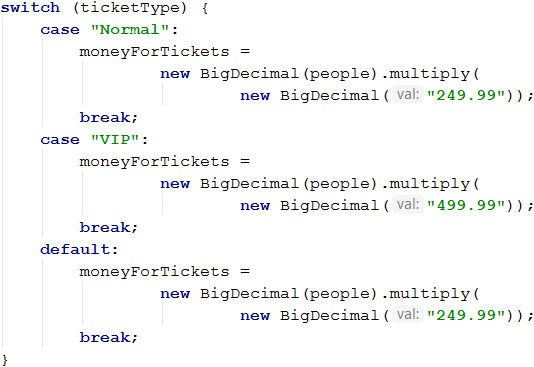 switch (ticketType) {
    case "Normal":
        moneyForTickets =
                new BigDecimal(people).multiply(
                        new BigDecimal( val: "249.99"));
        break;
    case "VIP":
        moneyForTickets =
                new BigDecimal(people).multiply(
                        new BigDecimal( val: "499.99"));
        break;
    default:
        moneyForTickets =
                new BigDecimal(people).multiply(
                        new BigDecimal( val: "249.99"));
        break;
}